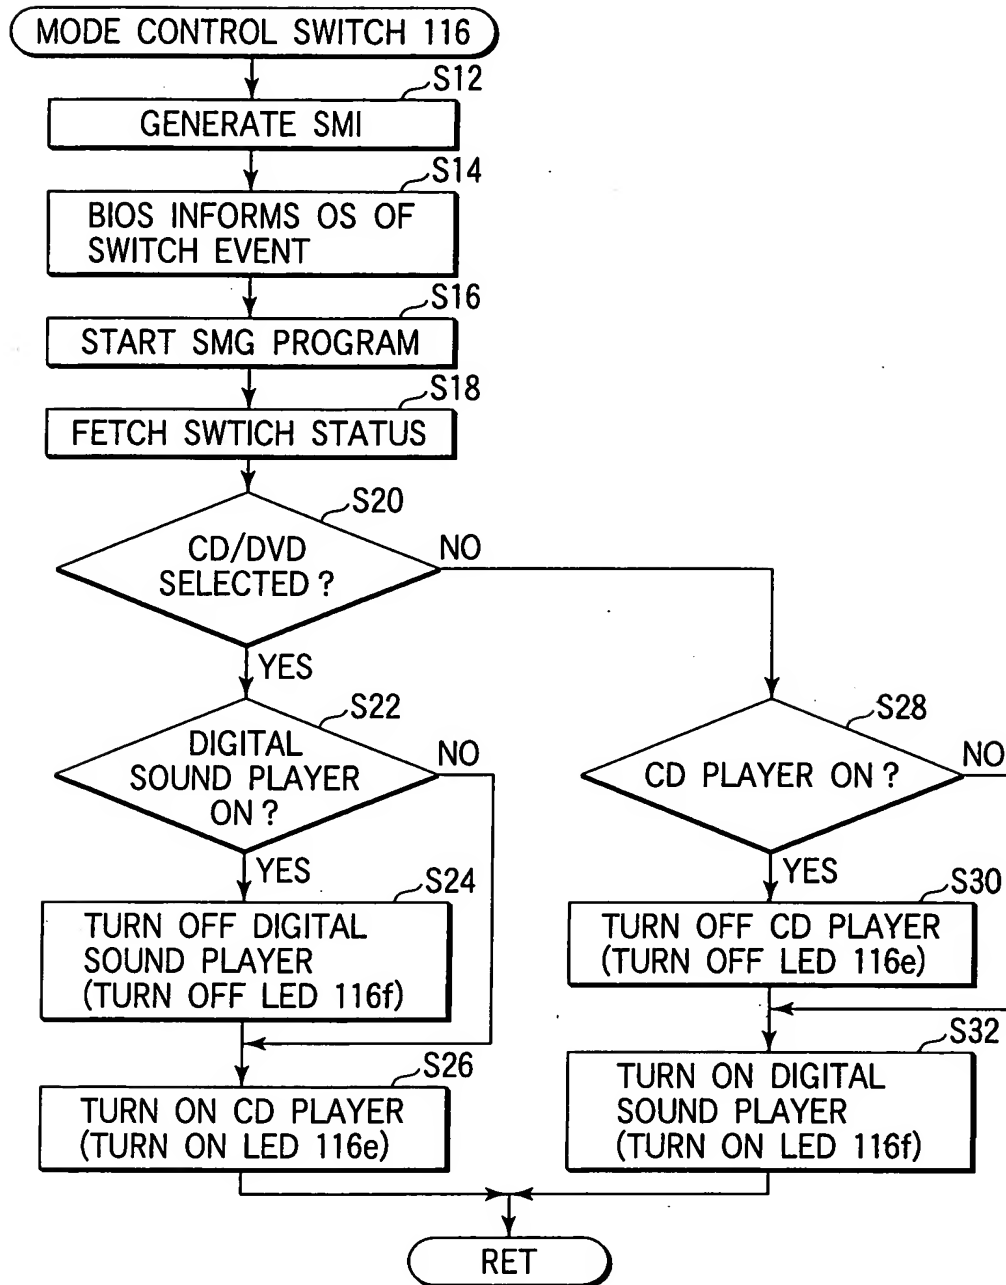 MODE CONTROL SWITCH 116
S12
GENERATE SMI
S14
BIOS INFORMS OS OF
SWITCH EVENT
S16
START SMG PROGRAM
S18
FETCH SWTICH STATUS
S20
CD/DVD
SELECTED ?
NO
YES
S22
DIGITAL
SOUND PLAYER
ON ?
NO
YES
S24
TURN OFF DIGITAL
SOUND PLAYER
(TURN OFF LED 116f)
S26
TURN ON CD PLAYER
(TURN ON LED 116e)
S28
CD PLAYER ON ?
NO
YES
S30
TURN OFF CD PLAYER
(TURN OFF LED 116e)
S32
TURN ON DIGITAL
SOUND PLAYER
(TURN ON LED 116f)
RET